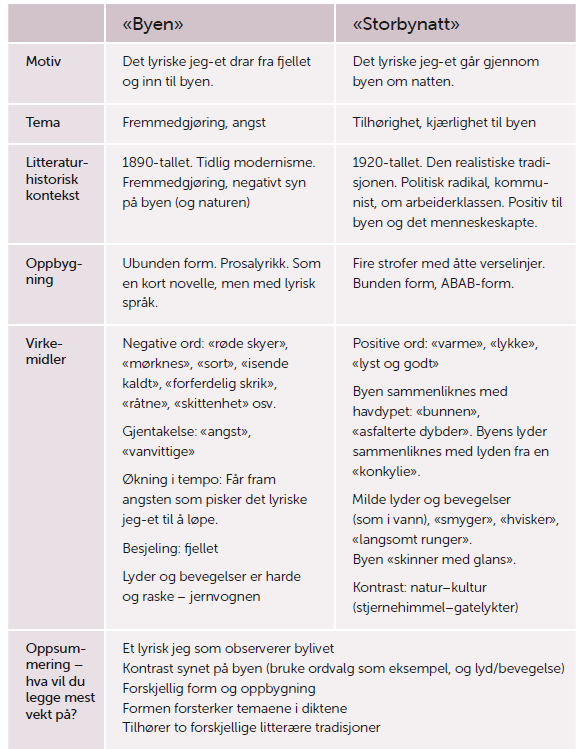 «Byen»
«Storbynatt»
Motiv
Det lyriske jeg-et drar fra fjellet
og inn til byen.
Det lyriske jeg-et går gjennom
byen om natten.
Tema
Fremmedgjøring, angst
Tilhørighet, kjærlighet til byen
Litteratur-
historisk
kontekst
1890-tallet. Tidlig modernisme.
Fremmedgjøring, negativt syn
på byen (og naturen)
1920-tallet. Den realistiske tradi-
sjonen. Politisk radikal, kommu-
nist, om arbeiderklassen. Positiv til
byen og det menneskeskapte.
Oppbyg-
ning
Ubunden form. Prosalyrikk. Som
en kort novelle, men med lyrisk
språk.
Fire strofer med åtte verselinjer.
Bunden form, ABAB-form.
Virke-
midler
Negative ord: «røde skyer»,
«mørknes», «sort», «isende
kaldt», «forferdelig skrik»,
«råtne», «skittenhet» osv.
Gjentakelse: «angst»,
«vanvittige»
Økning i tempo: Får fram
angsten som pisker det lyriske
jeg-et til å løpe.
Besjeling: fjellet
Lyder og bevegelser er harde
og raske – jernvognen
Positive ord: «varme», «lykke»,
«lyst og godt»
Byen sammenliknes med
havdypet: «bunnen»,
«asfalterte dybder». Byens lyder
sammenliknes med lyden fra en
«konkylie».
Milde lyder og bevegelser
(som i vann), «smyger», «hvisker»,
«langsomt runger».
Byen «skinner med glans».
Kontrast: natur–kultur
(stjernehimmel–gatelykter)
Oppsum-
mering –
hva vil du
legge mest
vekt på?
Et lyrisk jeg som observerer bylivet
Kontrast synet på byen (bruke ordvalg som eksempel, og lyd/bevegelse)
Forskjellig form og oppbygning
Formen forsterker temaene i diktene
Tilhører to forskjellige litterære tradisjoner